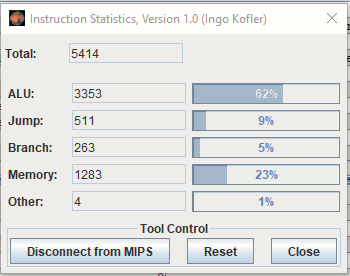 Instruction Statistics, Version 1.0 (Ingo Kofler)
Total: 5414
ALU: 3353 62%
Jump: 511 9%
Branch: 263 5%
Memory: 1283 23%
Other: 4 1%
Tool Control
Disconnect from MIPS Reset Close